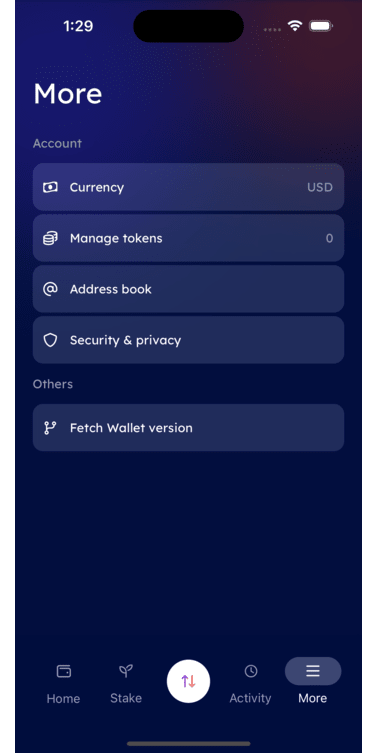 1:29
More
Account
Currency USD
Manage tokens 0
Address book
Security & privacy
Others
Fetch Wallet version
Home Stake Activity More